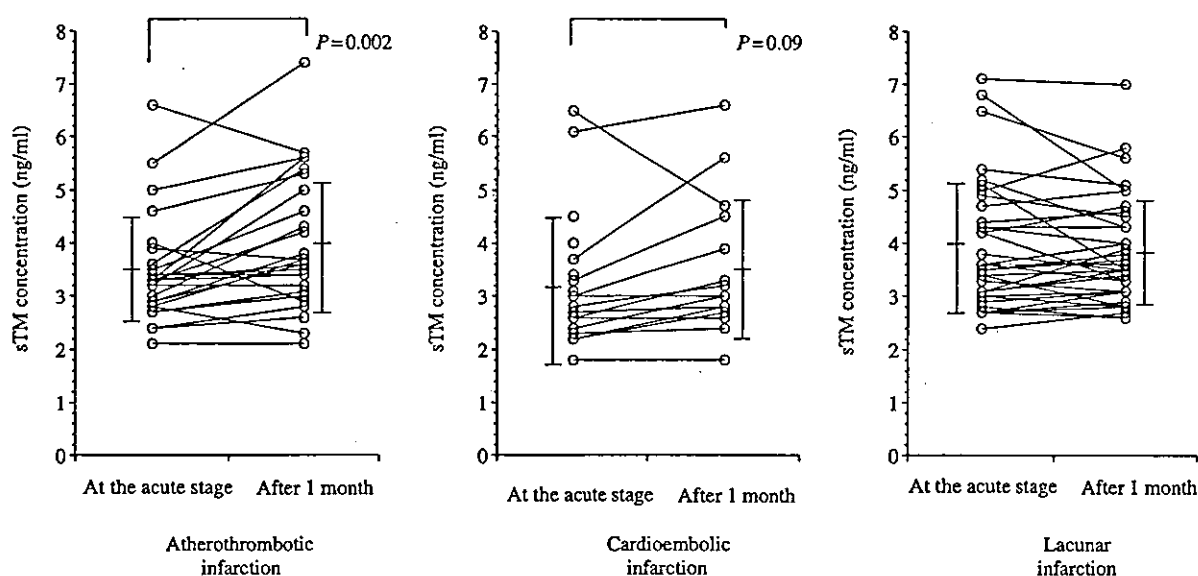 8
7
6
5
4
3
2
1
0
sTM concentration (ng/ml)
P=0.002
At the acute stage After 1 month
Atherothrombotic
infarction
8
7
6
5
4
3
2
1
0
sTM concentration (ng/ml)
P=0.09
At the acute stage After 1 month
Cardioembolic
infarction
8
7
6
5
4
3
2
1
0
sTM concentration (ng/ml)
At the acute stage After 1 month
Lacunar
infarction